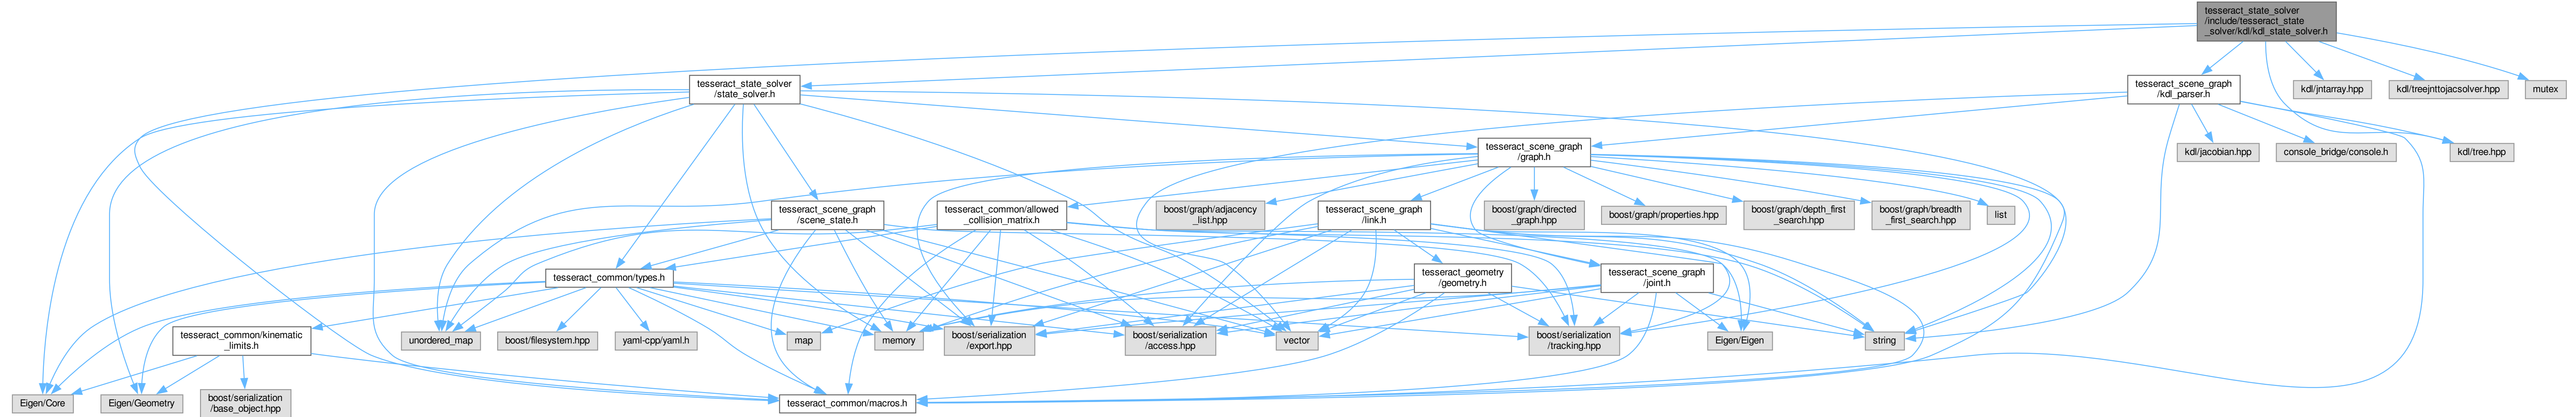 tesseract_state_solver
/include/tesseract_state
_solver/kdl/kdl_state_solver.h
tesseract_state_solver
/state_solver.h
tesseract_scene_graph
/kdl_parser.h
kdl/jntarray.hpp
kdl/treejnttojacsolver.hpp
mutex
tesseract_scene_graph
/graph.h
kdl/jacobian.hpp
console_bridge/console.h
kdl/tree.hpp
tesseract_scene_graph
/scene_state.h
tesseract_common/allowed
_collision_matrix.h
boost/graph/adjacency
_list.hpp
tesseract_scene_graph
/link.h
boost/graph/directed
_graph.hpp
boost/graph/properties.hpp
boost/graph/depth_first
_search.hpp
boost/graph/breadth
_first_search.hpp
list
tesseract_common/types.h
tesseract_geometry
/geometry.h
tesseract_scene_graph
/joint.h
tesseract_common/kinematic
_limits.h
unordered_map
boost/filesystem.hpp
yaml-cpp/yaml.h
map
memory
boost/serialization
/export.hpp
boost/serialization
/access.hpp
vector
boost/serialization
/tracking.hpp
Eigen/Eigen
string
Eigen/Core
Eigen/Geometry
boost/serialization
/base_object.hpp
tesseract_common/macros.h